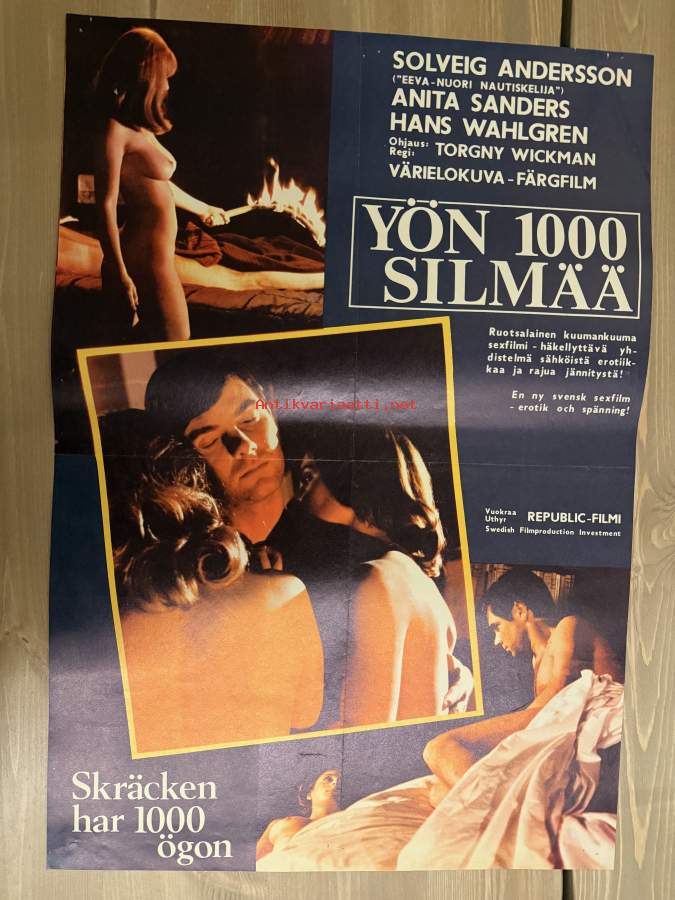 SOLVEIG ANDERSSON
("EEVA-NUORI NAUTISKELIJA")
ANITA SANDERS
HANS WAHLGREN
Ohjaus:
Regi: TORGNY WICKMAN
VÄRIELOKUVA-FÄRGFILM
YÖN 1000
SILMÄÄ
Ruotsalainen kuumankuuma
sexfilmi - häkellyttävä yh-
distelmä sähköistä erotiik-
kaa ja rajua jännitystä!
En ny svensk sexfilm
- erotik och spänning!
Antikvariaatti.net
Vuokraa
Uthyr REPUBLIC-FILMI
Swedish Filmproduction Investment
Skräcken
har 1000
ögon